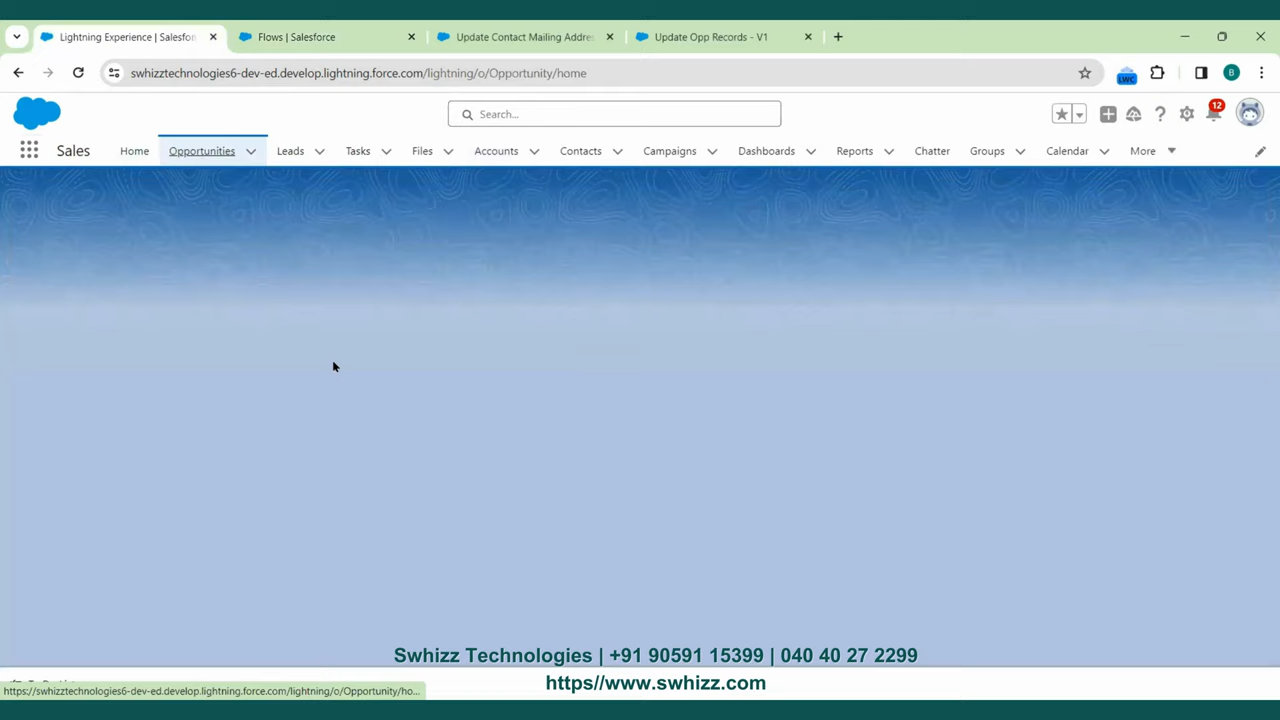 Lightning Experience | Salesfor
Flows | Salesforce
Update Contact Mailing Addre
Update Opp Records - V1
swhizztechnologies6-dev-ed.develop.lightning.force.com/lightning/o/Opportunity/home
LWC
B
Search...
12
Sales
Home
Opportunities
Leads
Tasks
Files
Accounts
Contacts
Campaigns
Dashboards
Reports
Chatter
Groups
Calendar
More
Swhizz Technologies | +91 90591 15399 | 040 40 27 2299
https//www.swhizz.com
https://swhizztechnologies6-dev-ed.develop.lightning.force.com/lightning/o/Opportunity/ho...